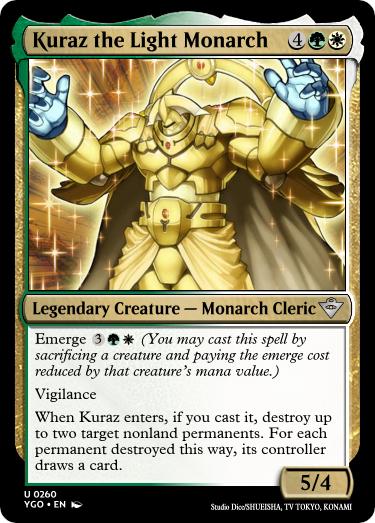 Kuraz the Light Monarch 4
Legendary Creature — Monarch Cleric
Emerge 3 (You may cast this spell by
sacrificing a creature and paying the emerge cost
reduced by that creature's mana value.)
Vigilance
When Kuraz enters, if you cast it, destroy up
to two target nonland permanents. For each
permanent destroyed this way, its controller
draws a card.
5/4
U 0260
YGO • EN
Studio Dice/SHUEISHA, TV TOKYO, KONAMI